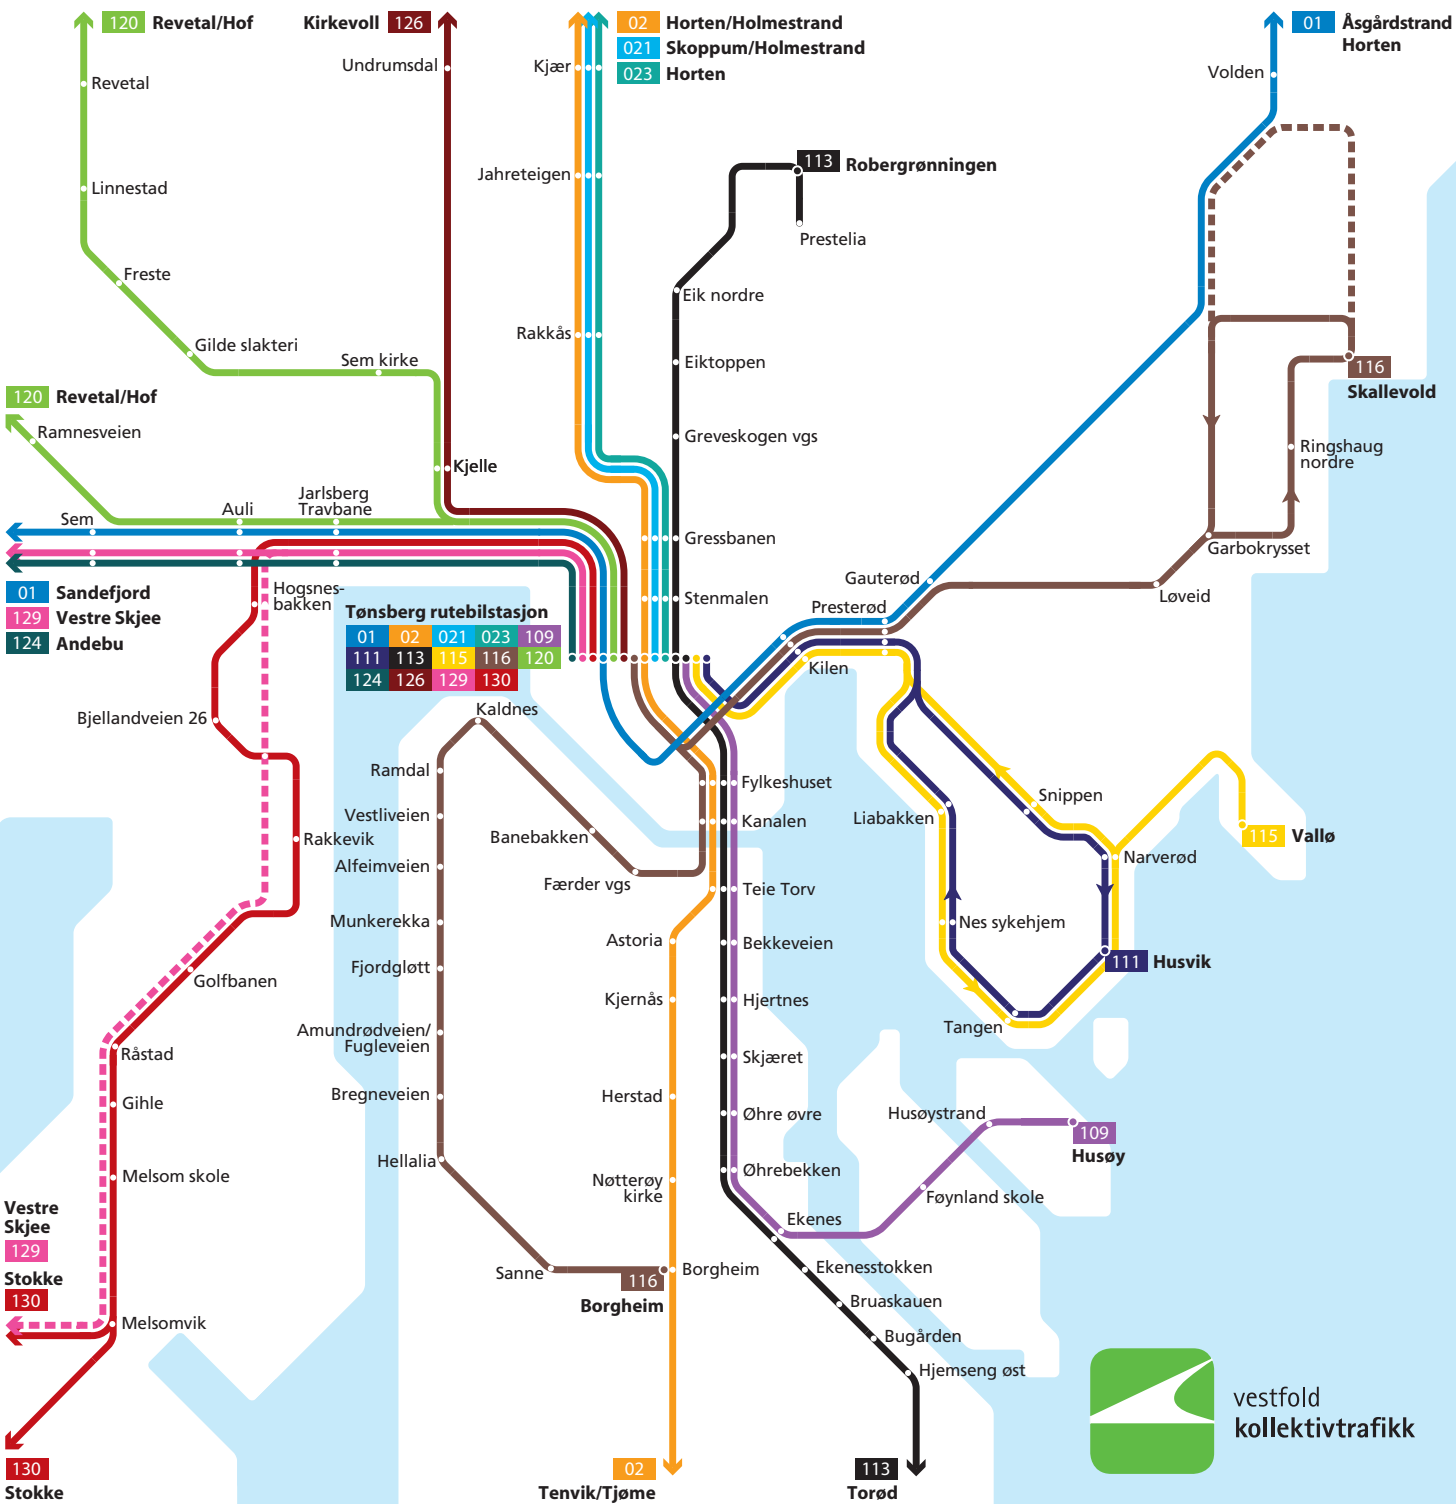 120 Revetal/Hof
Kirkevoll 126
02 Horten/Holmestrand
021 Skoppum/Holmestrand
023 Horten
01 Åsgårdstrand
Horten
Undrumsdal
Kjær
Volden
Revetal
Jahreteigen
113 Robergrønningen
Linnestad
Prestelia
Freste
Eik nordre
Gilde slakteri
Sem kirke
Rakkås
Eiktoppen
116
Skallevold
120 Revetal/Hof
Ramnesveien
Greveskogen vgs
Ringshaug
nordre
Kjelle
Jarlsberg
Travbane
Auli
Sem
Gressbanen
Garbokrysset
01 Sandefjord
129 Vestre Skjee
124 Andebu
Hogsnes-
bakken
Gauterød
Løveid
Stenmalen
Presterød
Tønsberg rutebilstasjon
01 02 021 023 109
111 113 115 116 120
124 126 129 130
Kilen
Bjellandveien 26
Kaldnes
Ramdal
Fylkeshuset
Snippen
Vestliveien
Liabakken
Kanalen
Rakkevik
Banebakken
115 Vallø
Alfeimveien
Narverød
Færder vgs
Teie Torv
Munkerekka
Nes sykehjem
Astoria
Bekkeveien
Fjordgløtt
111 Husvik
Golfbanen
Kjernås
Hjertnes
Tangen
Amundrødveien/
Fugleveien
Råstad
Skjæret
Bregneveien
Herstad
Gihle
Øhre øvre
Husøystrand
109
Husøy
Hellalia
Øhrebekken
Melsom skole
Nøtterøy
kirke
Føynland skole
Vestre
Skjee
129
Ekenes
Stokke
130
Sanne
116
Borgheim
Borgheim
Ekenesstokken
Bruaskauen
Melsomvik
Bugården
Hjemseng øst
vestfold
kollektivtrafikk
130
Stokke
02
Tenvik/Tjøme
113
Torød